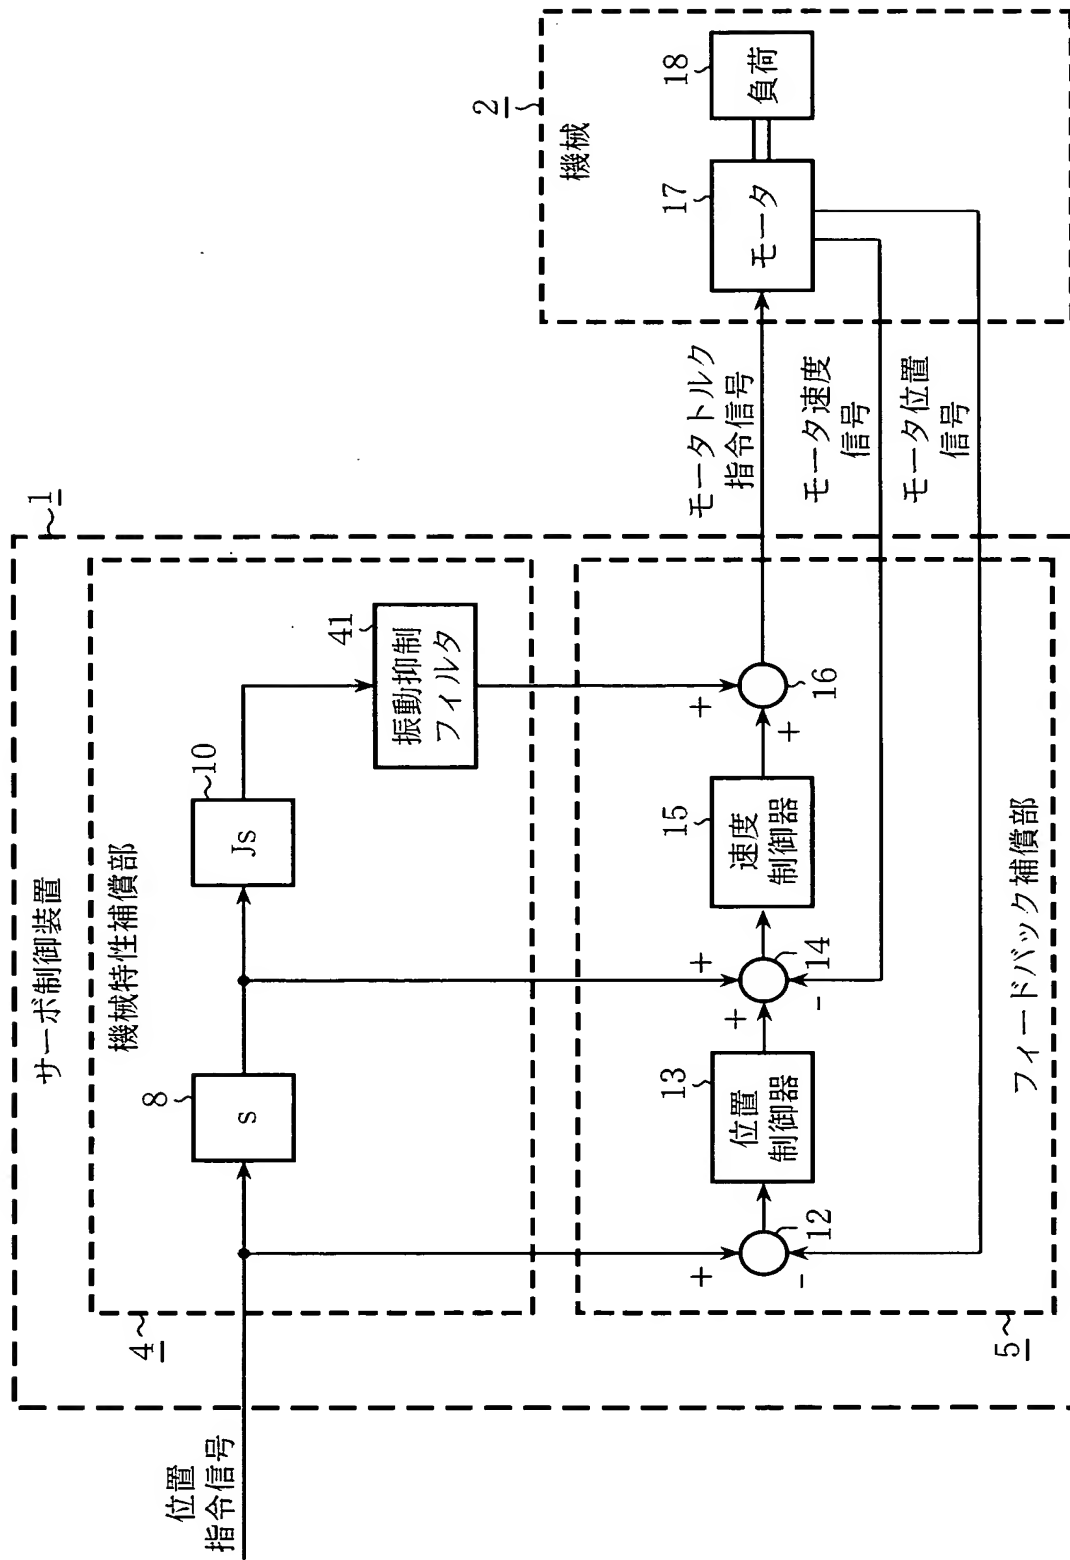 位置
指令信号
サーボ制御装置
1
機械特性補償部
4
8
s
10
Js
41
振動抑制
フィルタ
フィードバック補償部
5
+
-
12
13
位置
制御器
+
+
-
14
15
速度
制御器
+
+
16
モータトルク
指令信号
モータ速度
信号
モータ位置
信号
2
機械
17
モータ
18
負荷